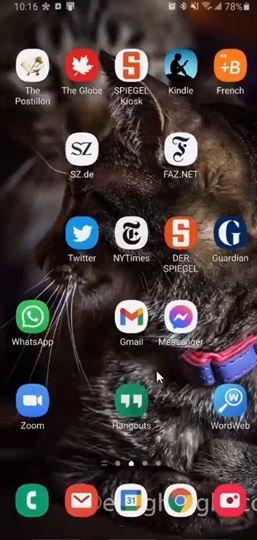 10:16
78%
The Postillon
The Globe
SPIEGEL Kiosk
Kindle
French
SZ
SZ.de
FAZ.NET
Twitter
NYTimes
DER SPIEGEL
Guardian
WhatsApp
Gmail
Messenger
Zoom
Hangouts
WordWeb
31